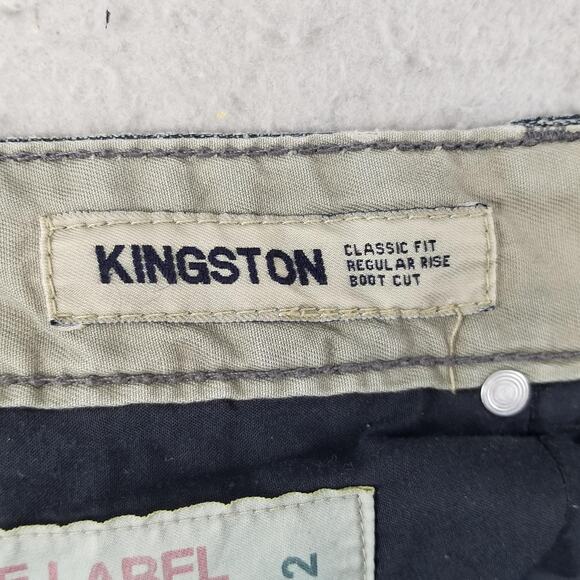 KINGSTON
CLASSIC FIT
REGULAR RISE
BOOT CUT
E LABEL
2